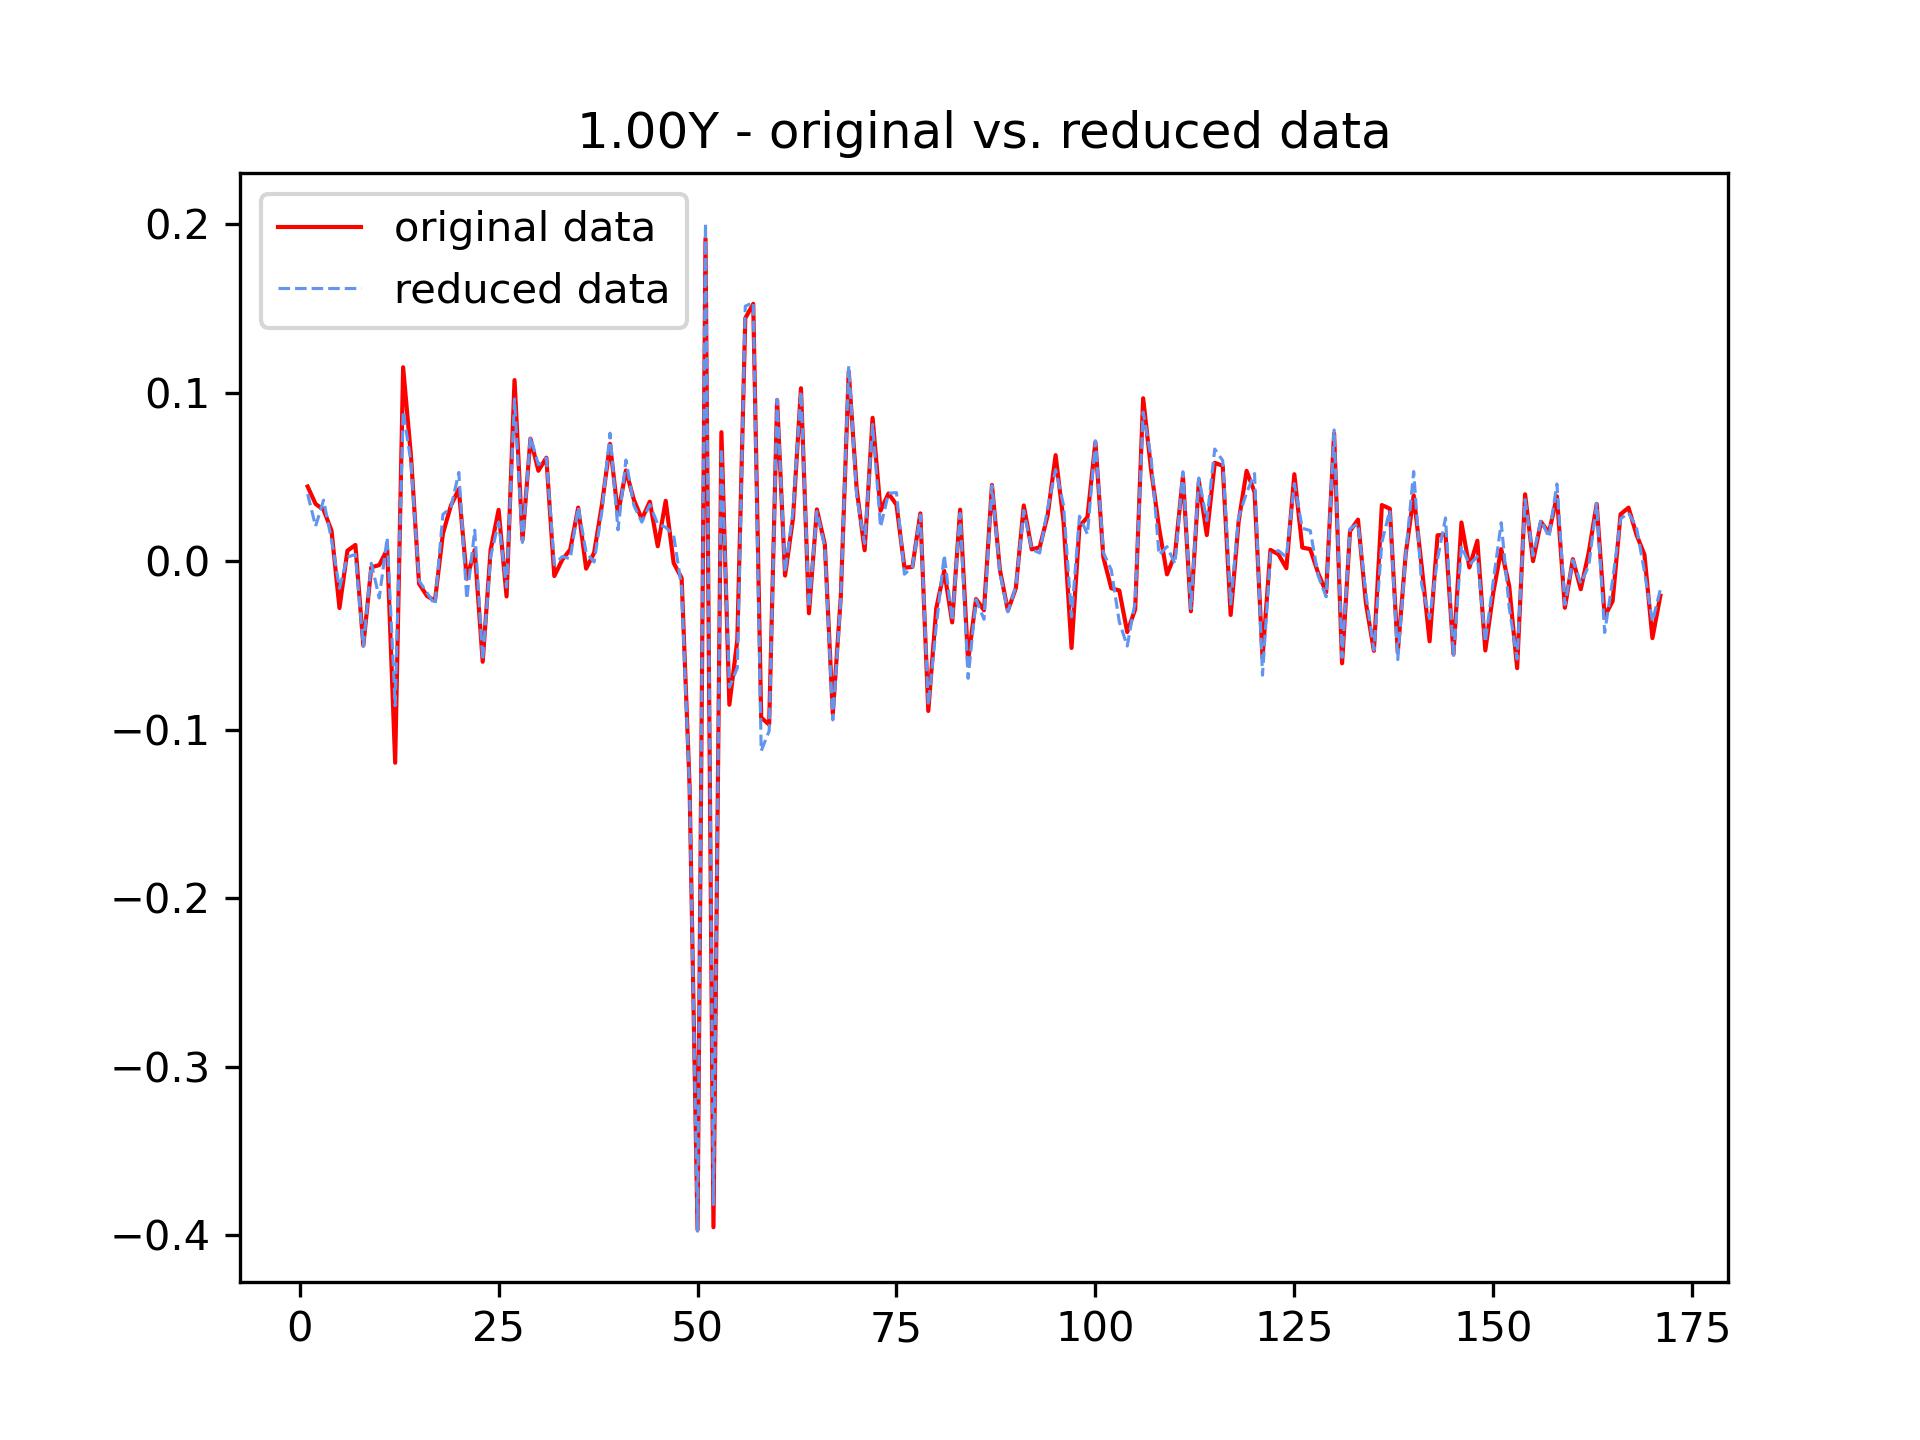 1.00Y - original vs. reduced data
original data
reduced data
0.2
0.1
0.0
−0.1
−0.2
−0.3
−0.4
0 25 50 75 100 125 150 175